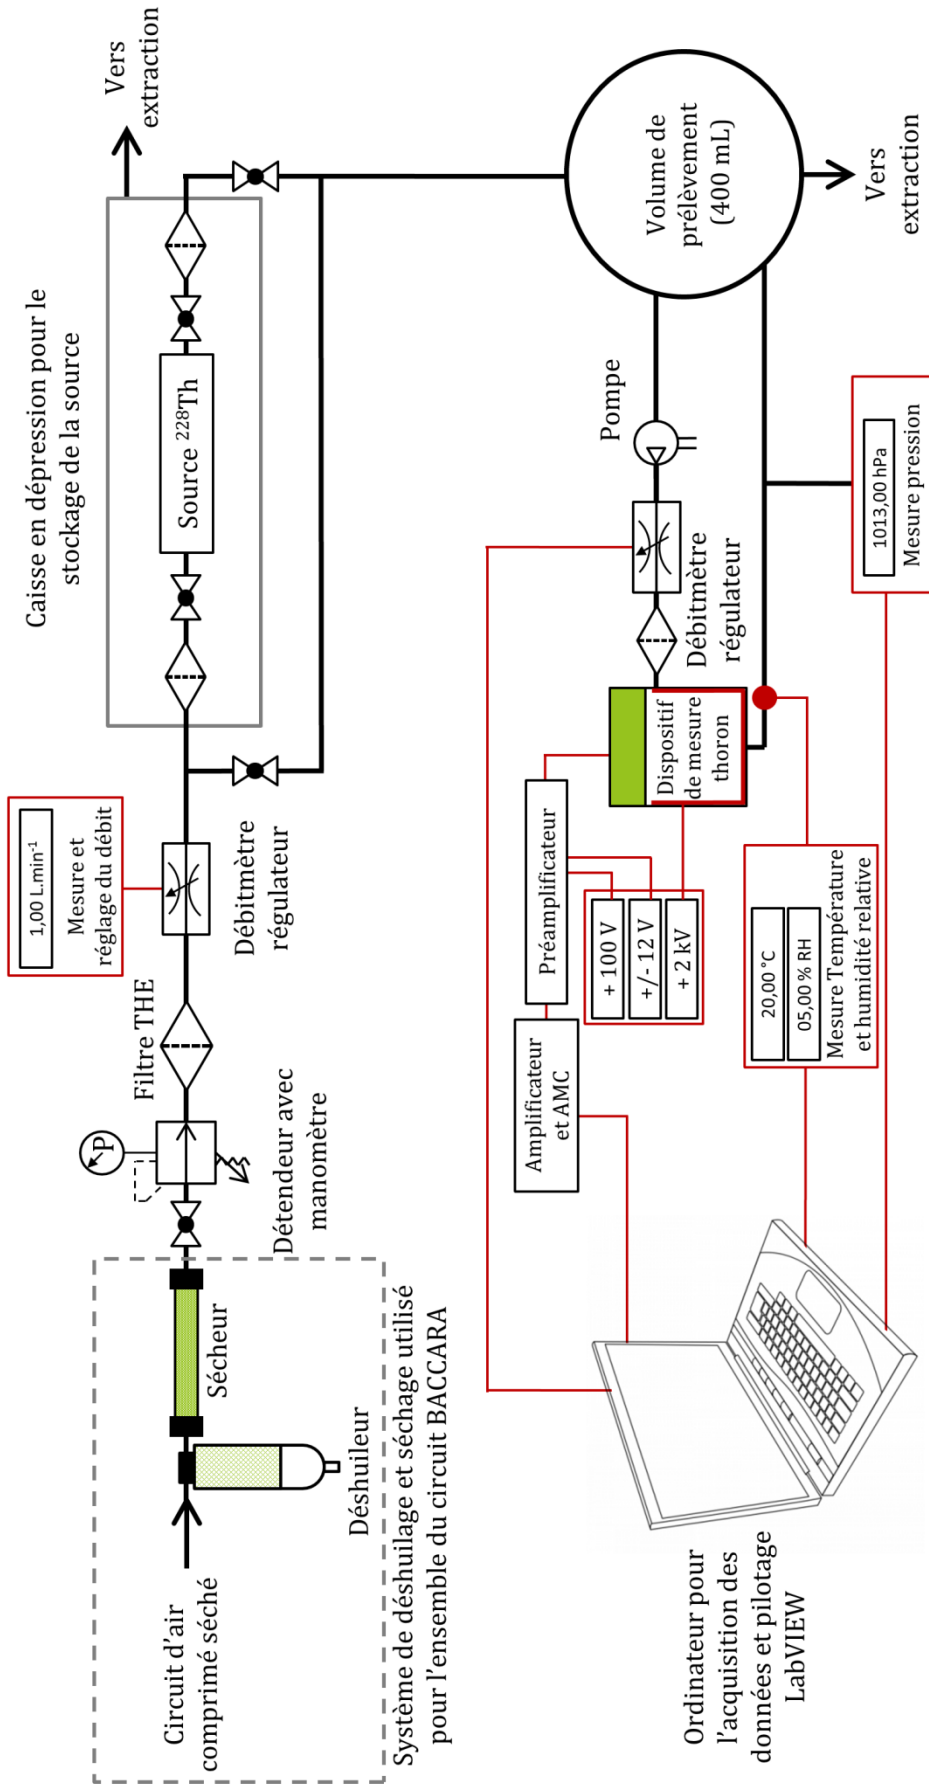 Circuit d'air
comprimé séché
Déshuileur
Sécheur
Système de déshuilage et séchage utilisé
pour l'ensemble du circuit BACCARA
P
Détendeur avec
manomètre
Filtre THE
1,00 L.min-1
Mesure et
réglage du débit
Débitmètre
régulateur
Caisse en dépression pour le
stockage de la source
Source 228Th
Vers
extraction
Volume de
prélèvement
(400 mL)
Vers
extraction
Pompe
Débitmètre
régulateur
Dispositif
de mesure
thoron
Préamplificateur
Amplificateur
et AMC
+ 100 V
+/- 12 V
+ 2 kV
20,00 °C
05,00 % RH
Mesure Température
et humidité relative
1013,00 hPa
Mesure pression
Ordinateur pour
l'acquisition des
données et pilotage
LabVIEW